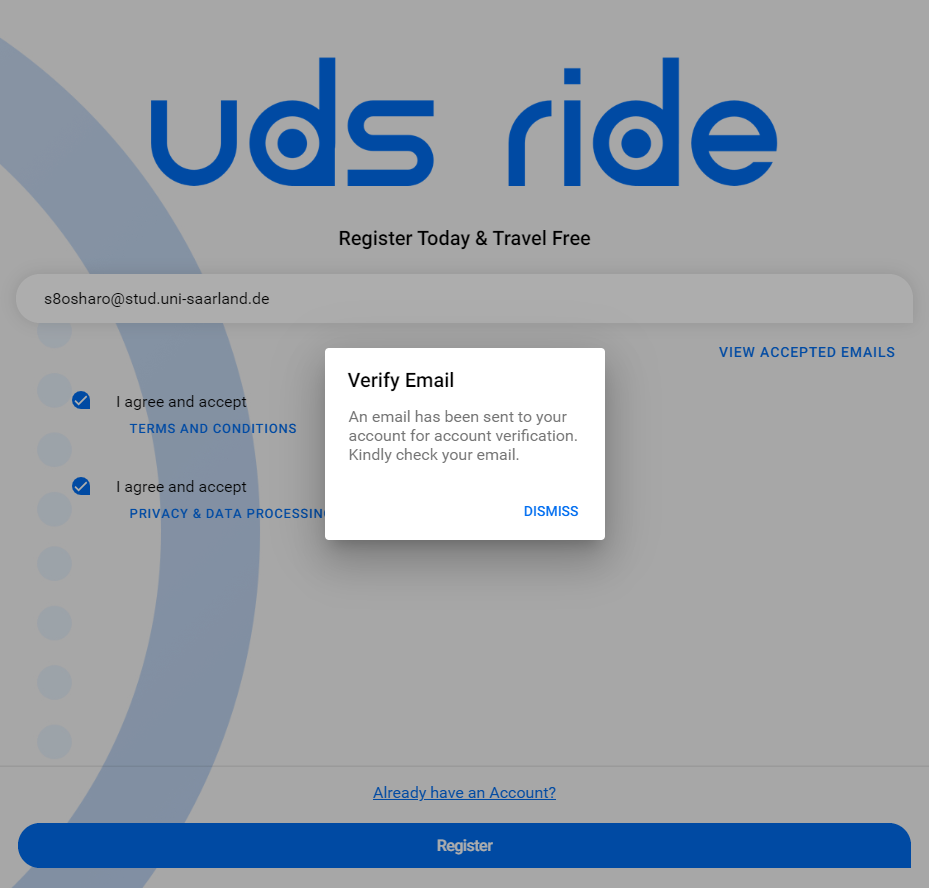 uds ride
Register Today & Travel Free
s8osharo@stud.uni-saarland.de
VIEW ACCEPTED EMAILS
I agree and accept
TERMS AND CONDITIONS
I agree and accept
PRIVACY & DATA PROCESSING
Verify Email
An email has been sent to your
account for account verification.
Kindly check your email.
DISMISS
Already have an Account?
Register